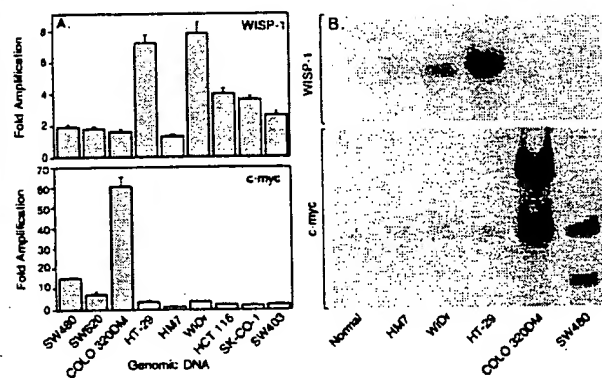 A.
WISP-1
Fold Amplification
8
6
4
2
0
c-myc
Fold Amplification
70
60
50
40
30
20
10
0
SW480
SW620
COLO 320DM
HT-29
HM7
WiDr
HCT 116
SK-CO-1
SW403
Genomic DNA
B.
WISP-1
c-myc
Normal
HM7
WiDr
HT-29
COLO 320DM
SW480